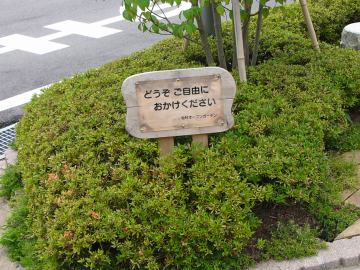 どうぞ ご自由に
おかけください